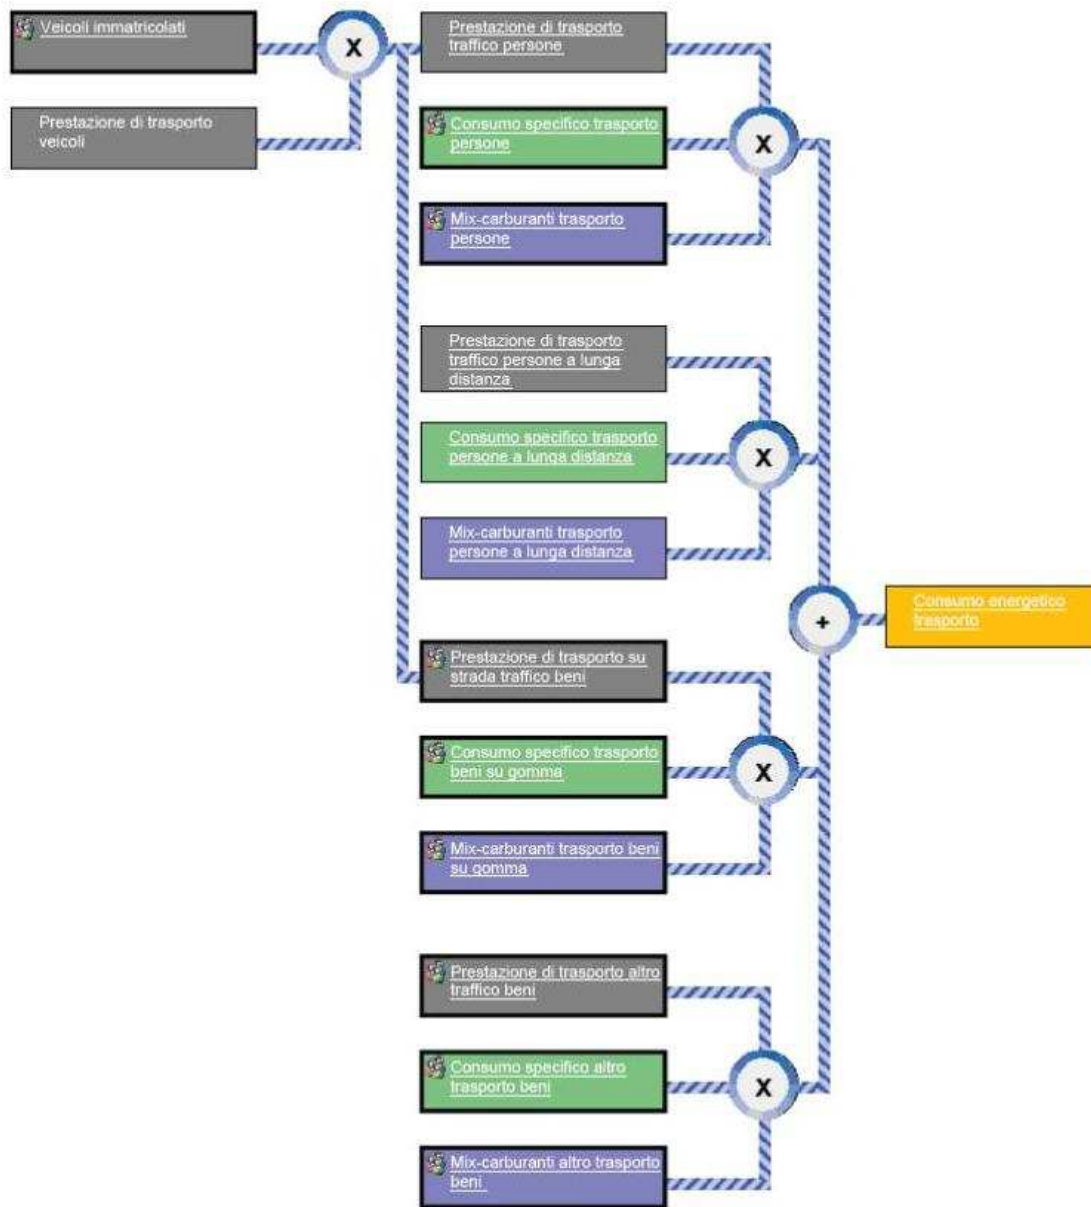 Veicoli immatricolati
X
Prestazione di trasporto
veicoli
Prestazione di trasporto
traffico persone
Consumo specifico trasporto
persone
X
Mix-carburanti trasporto
persone
Prestazione di trasporto
traffico persone a lunga
distanza
Consumo specifico trasporto
persone a lunga distanza
X
Mix-carburanti trasporto
persone a lunga distanza
+
Consumo energetico
trasporto
Prestazione di trasporto su
strada traffico beni
Consumo specifico trasporto
beni su gomma
X
Mix-carburanti trasporto beni
su gomma
Prestazione di trasporto altro
traffico beni
Consumo specifico altro
trasporto beni
X
Mix-carburanti altro trasporto
beni